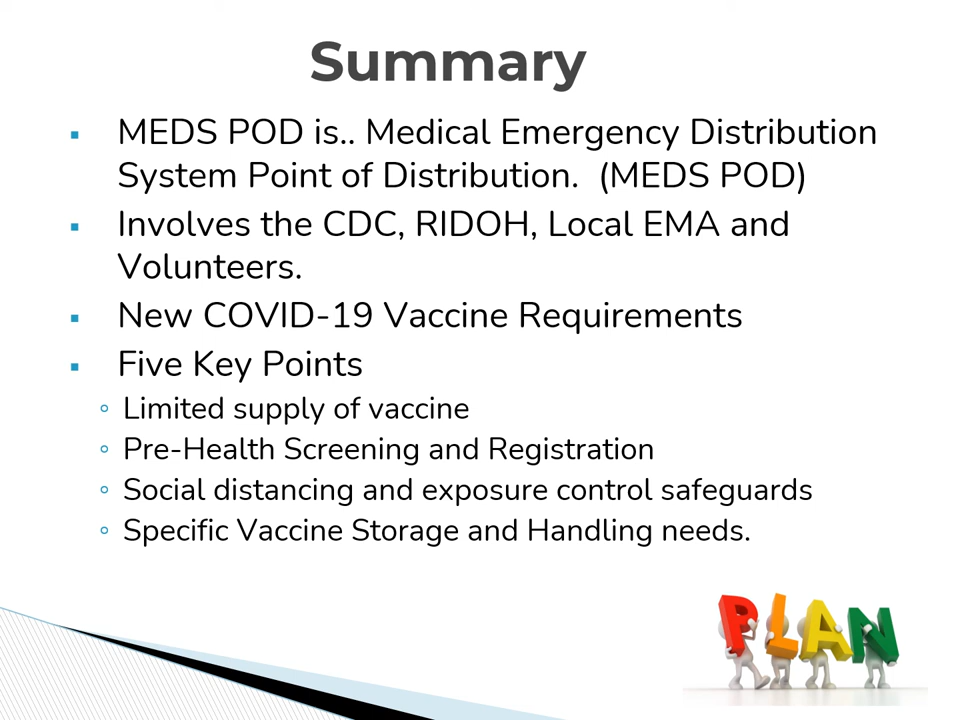 Summary
▪ MEDS POD is.. Medical Emergency Distribution
System Point of Distribution.  (MEDS POD)
▪ Involves the CDC, RIDOH, Local EMA and
Volunteers.
▪ New COVID-19 Vaccine Requirements
▪ Five Key Points
◦ Limited supply of vaccine
◦ Pre-Health Screening and Registration
◦ Social distancing and exposure control safeguards
◦ Specific Vaccine Storage and Handling needs.
PLAN